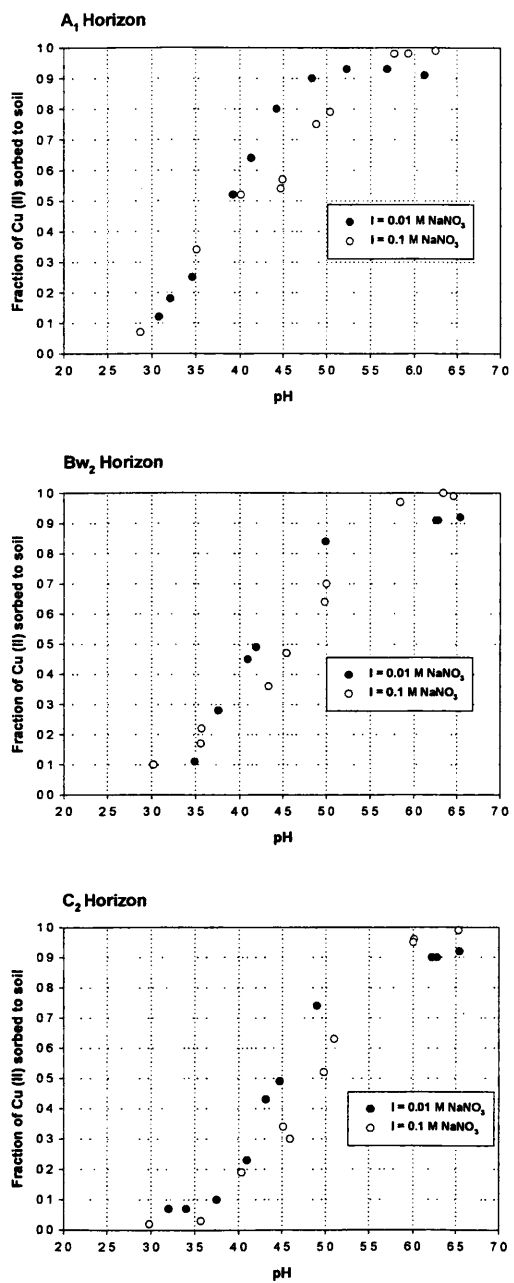 A1 Horizon
Fraction of Cu (II) sorbed to soil
1 0
0 9
0 8
0 7
0 6
0 5
0 4
0 3
0 2
0 1
0 0
I = 0.01 M NaNO3
I = 0.1 M NaNO3
2 0 2 5 3 0 3 5 4 0 4 5 5 0 5 5 6 0 6 5 7 0
pH
Bw2 Horizon
Fraction of Cu (II) sorbed to soil
1 0
0 9
0 8
0 7
0 6
0 5
0 4
0 3
0 2
0 1
0 0
I = 0.01 M NaNO3
I = 0.1 M NaNO3
2 0 2 5 3 0 3 5 4 0 4 5 5 0 5 5 6 0 6 5 7 0
pH
C2 Horizon
Fraction of Cu (II) sorbed to soil
1 0
0 9
0 8
0 7
0 6
0 5
0 4
0 3
0 2
0 1
0 0
I = 0.01 M NaNO3
I = 0.1 M NaNO3
2 0 2 5 3 0 3 5 4 0 4 5 5 0 5 5 6 0 6 5 7 0
pH